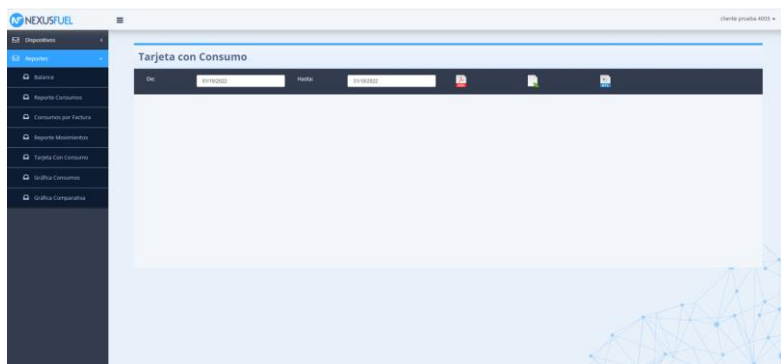 NEXUSFUEL
cliente prueba 4005
Dispositivos
Reportes
Balance
Reporte Consumos
Consumos por Factura
Reporte Movimientos
Tarjeta Con Consumo
Gráfica Consumos
Gráfica Comparativa
Tarjeta con Consumo
De: 01/10/2022 Hasta: 31/10/2022